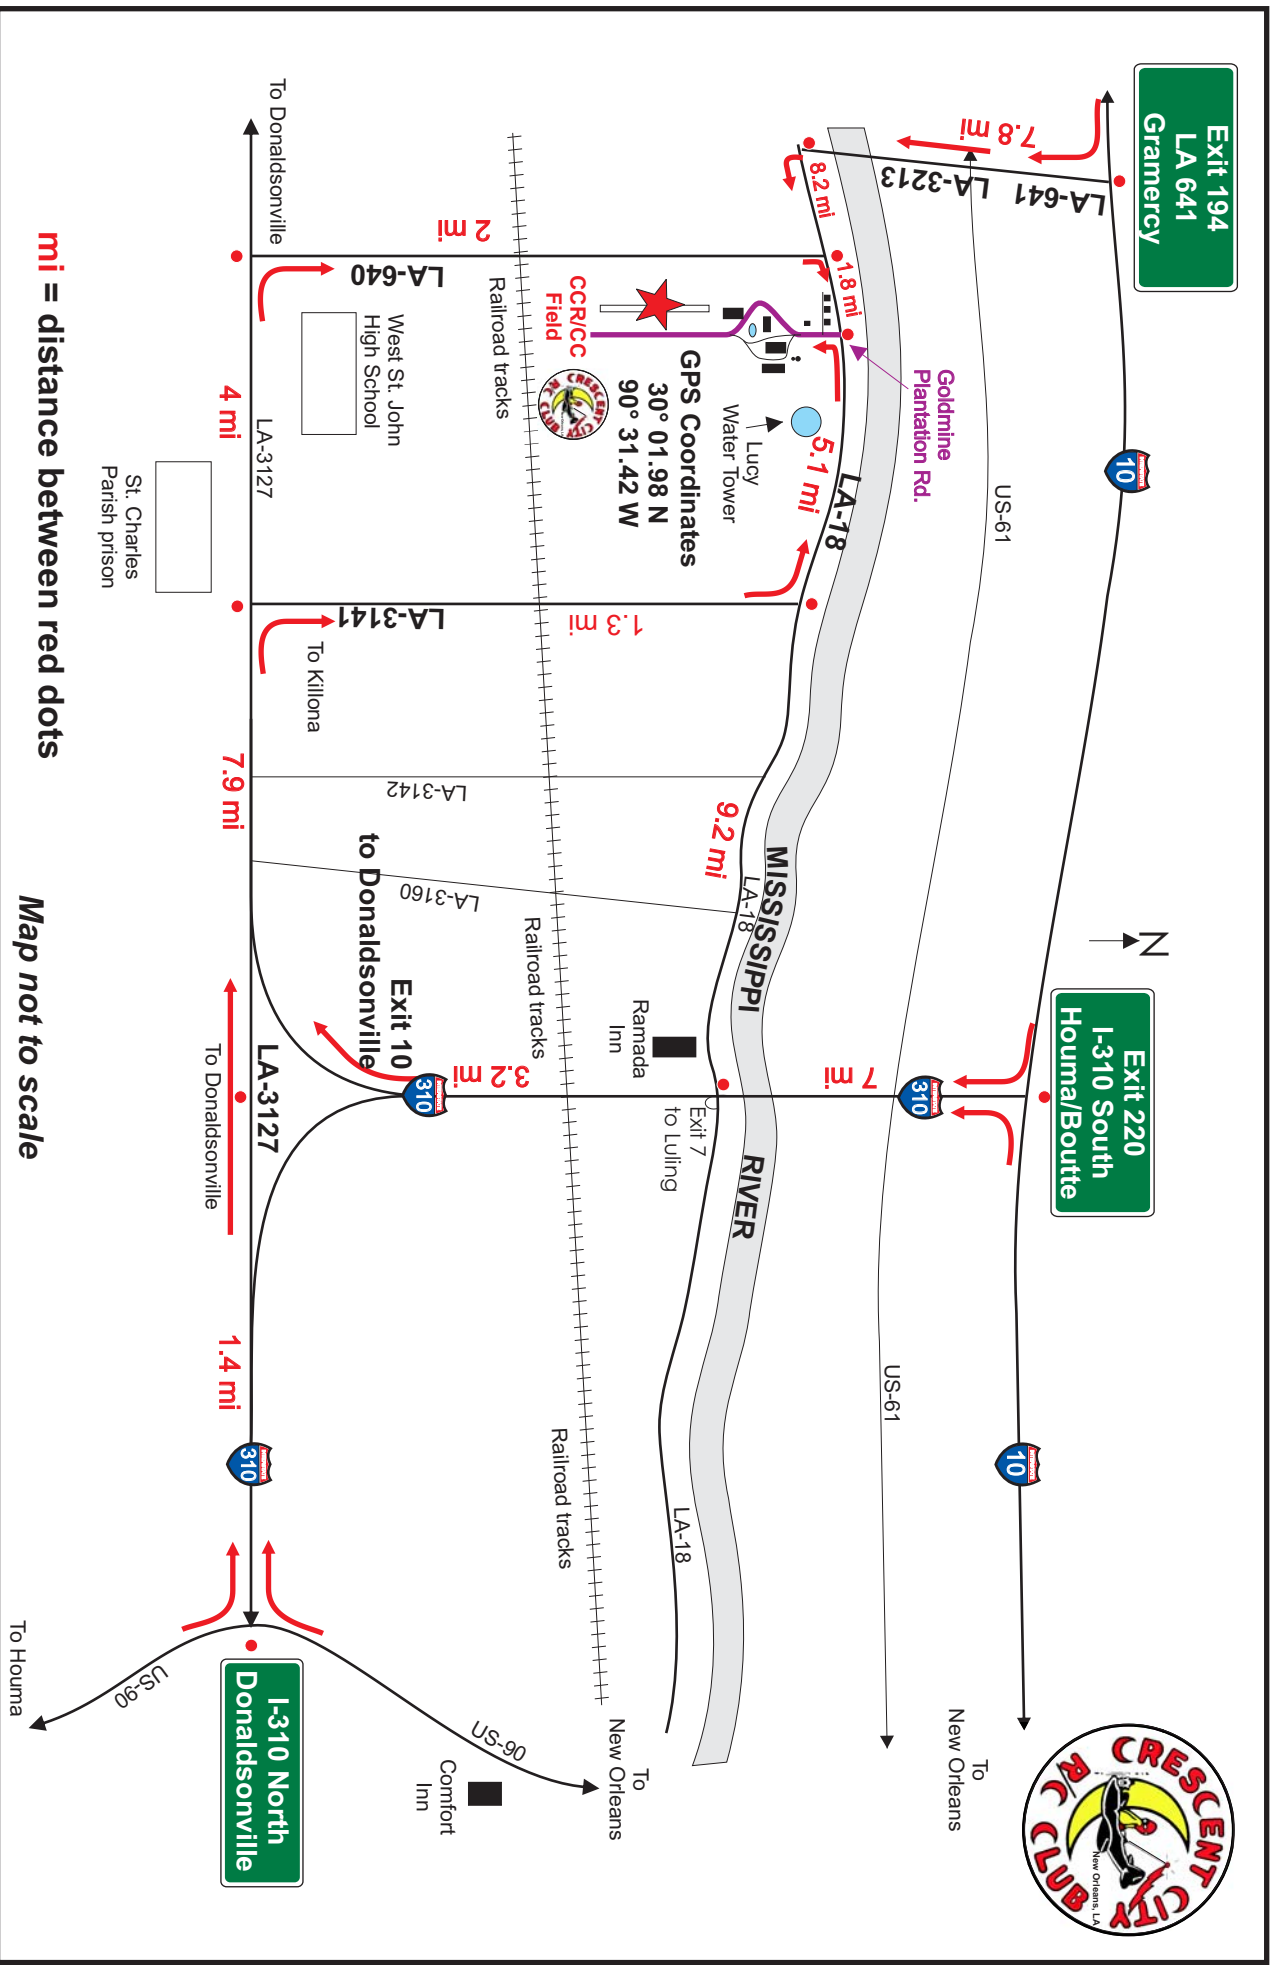 Exit 194
LA 641
Gramercy
10
Exit 220
I-310 South
Houma/Boutte
N
10
CRESCENT CITY
R/C CLUB
New Orleans, LA
7.8 mi
LA-641
LA-3213
US-61
US-61
To
New Orleans
310
7 mi
8.2 mi
1.8 mi
Goldmine
Plantation Rd.
LA-18
5.1 mi
Lucy
Water Tower
MISSISSIPPI
RIVER
LA-18
9.2 mi
Exit 7
to Luling
Ramada
Inn
LA-18
GPS Coordinates
30° 01.98 N
90° 31.42 W
CCR/CC
Field
CRESCENT CITY
R/C CLUB
Railroad tracks
Railroad tracks
Railroad tracks
To
New Orleans
2 mi
LA-640
1.3 mi
LA-3141
LA-3142
LA-3160
3.2 mi
310
Exit 10
to Donaldsonville
US-90
Comfort
Inn
West St. John
High School
To Killona
To Donaldsonville
LA-3127
LA-3127
310
4 mi
7.9 mi
To Donaldsonville
1.4 mi
I-310 North
Donaldsonville
St. Charles
Parish prison
US-90
To Houma
mi = distance between red dots
Map not to scale